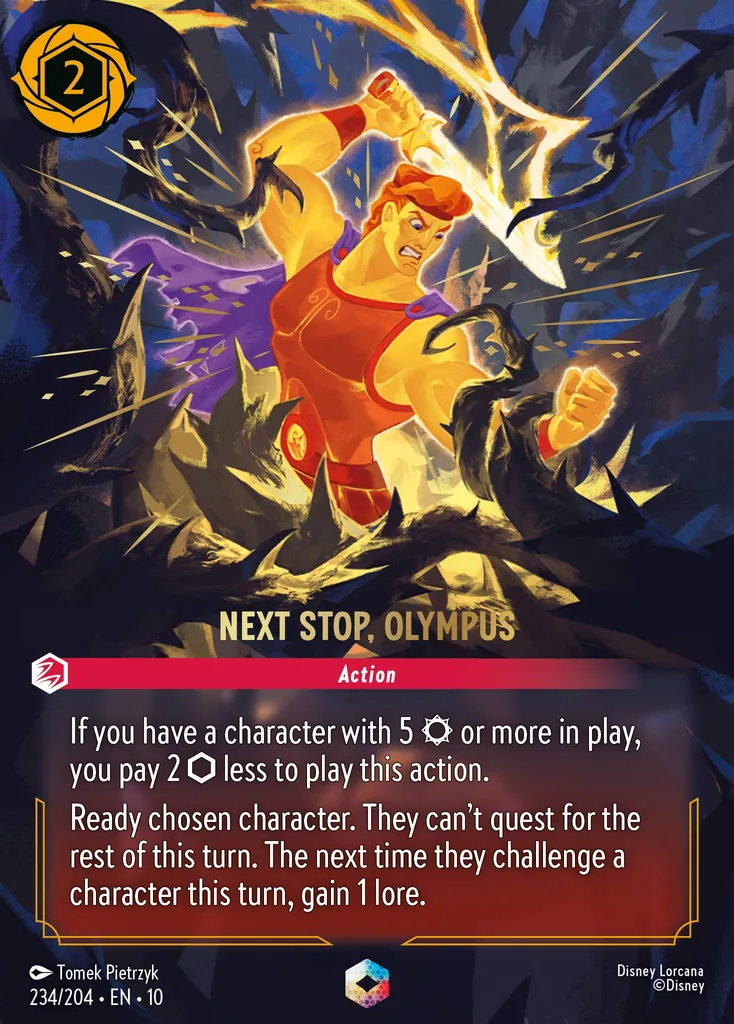 2
NEXT STOP, OLYMPUS
Action
If you have a character with 5 or more in play,
you pay 2 less to play this action.
Ready chosen character. They can't quest for the
rest of this turn. The next time they challenge a
character this turn, gain 1 lore.
Tomek Pietrzyk
234/204 • EN • 10
Disney Lorcana
©Disney